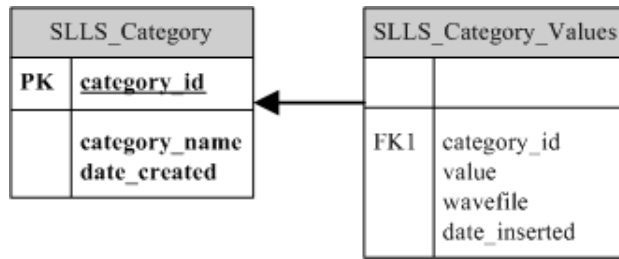 SLLS_Category
PK category_id
category_name
date_created
SLLS_Category_Values
FK1 category_id
value
wavefile
date_inserted